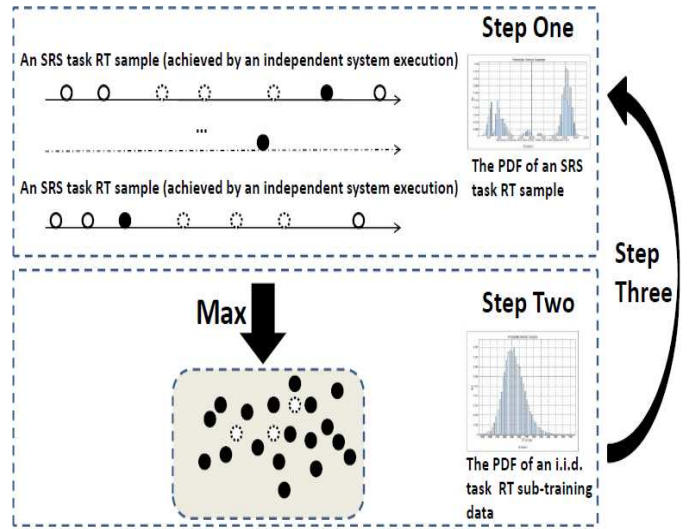 Step One
An SRS task RT sample (achieved by an independent system execution)
...
The PDF of an SRS
task RT sample
An SRS task RT sample (achieved by an independent system execution)
Step
Three
Step Two
Max
The PDF of an i.i.d.
task RT sub-training
data